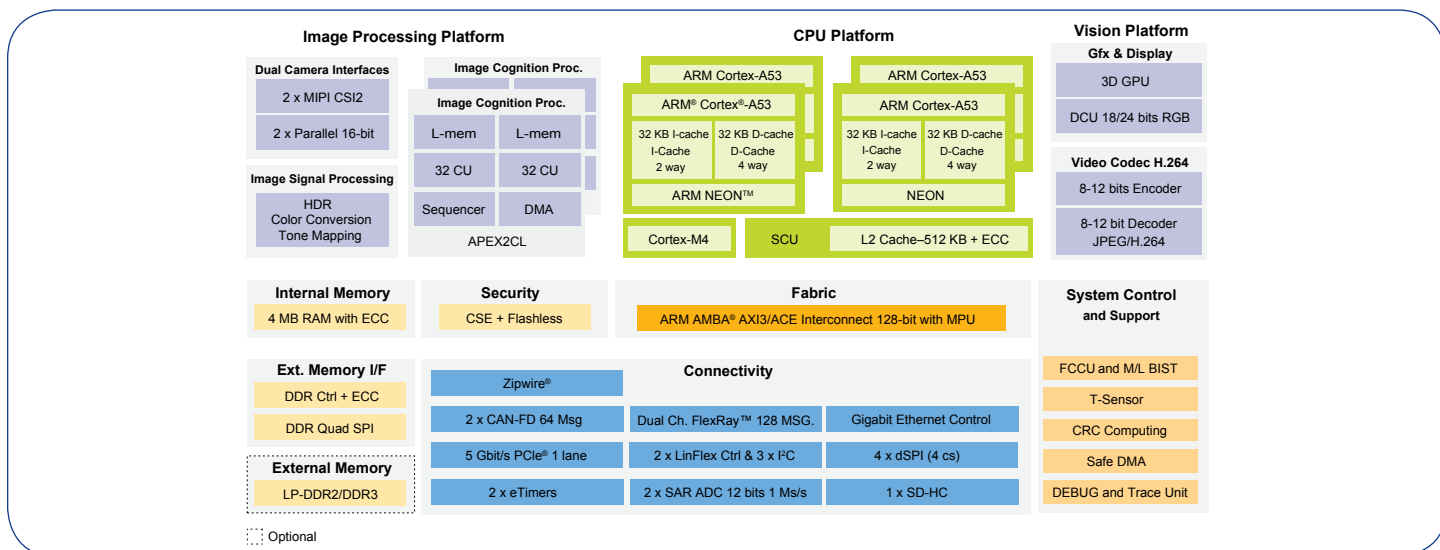 Image Processing Platform
Dual Camera Interfaces
2 x MIPI CSI2
2 x Parallel 16-bit
Image Signal Processing
HDR
Color Conversion
Tone Mapping
Image Cognition Proc.
Image Cognition Proc.
L-mem
L-mem
32 CU
32 CU
Sequencer
DMA
APEX2CL
CPU Platform
ARM Cortex-A53
ARM® Cortex®-A53
32 KB I-cache
I-Cache
2 way
32 KB D-cache
D-Cache
4 way
ARM NEON™
ARM Cortex-A53
ARM Cortex-A53
32 KB I-cache
I-Cache
2 way
32 KB D-cache
D-Cache
4 way
NEON
Cortex-M4
SCU
L2 Cache–512 KB + ECC
Vision Platform
Gfx & Display
3D GPU
DCU 18/24 bits RGB
Video Codec H.264
8-12 bits Encoder
8-12 bit Decoder
JPEG/H.264
Internal Memory
4 MB RAM with ECC
Security
CSE + Flashless
Fabric
ARM AMBA® AXI3/ACE Interconnect 128-bit with MPU
System Control
and Support
FCCU and M/L BIST
T-Sensor
CRC Computing
Safe DMA
DEBUG and Trace Unit
Ext. Memory I/F
DDR Ctrl + ECC
DDR Quad SPI
External Memory
LP-DDR2/DDR3
Connectivity
Zipwire®
2 x CAN-FD 64 Msg
Dual Ch. FlexRay™ 128 MSG.
Gigabit Ethernet Control
5 Gbit/s PCIe® 1 lane
2 x LinFlex Ctrl & 3 x I²C
4 x dSPI (4 cs)
2 x eTimers
2 x SAR ADC 12 bits 1 Ms/s
1 x SD-HC
Optional